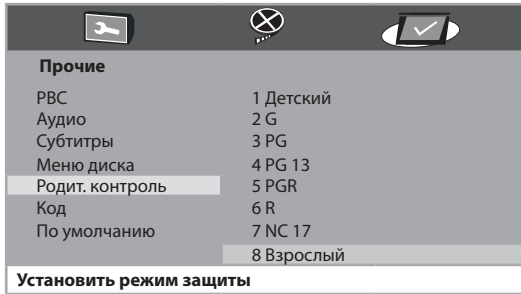 Прочие
PBC 1 Детский
Аудио 2 G
Субтитры 3 PG
Меню диска 4 PG 13
Родит. контроль 5 PGR
Код 6 R
По умолчанию 7 NC 17
8 Взрослый
Установить режим защиты